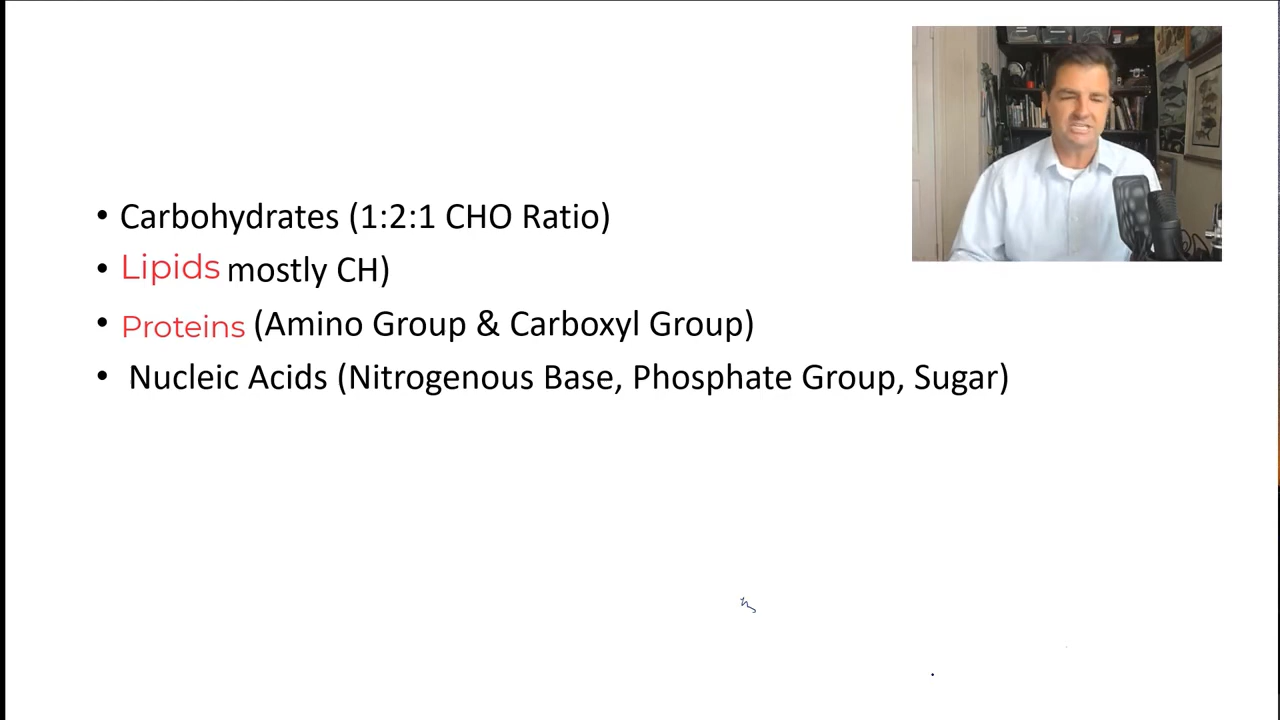 • Carbohydrates (1:2:1 CHO Ratio)
• Lipids mostly CH)
• Proteins (Amino Group & Carboxyl Group)
• Nucleic Acids (Nitrogenous Base, Phosphate Group, Sugar)